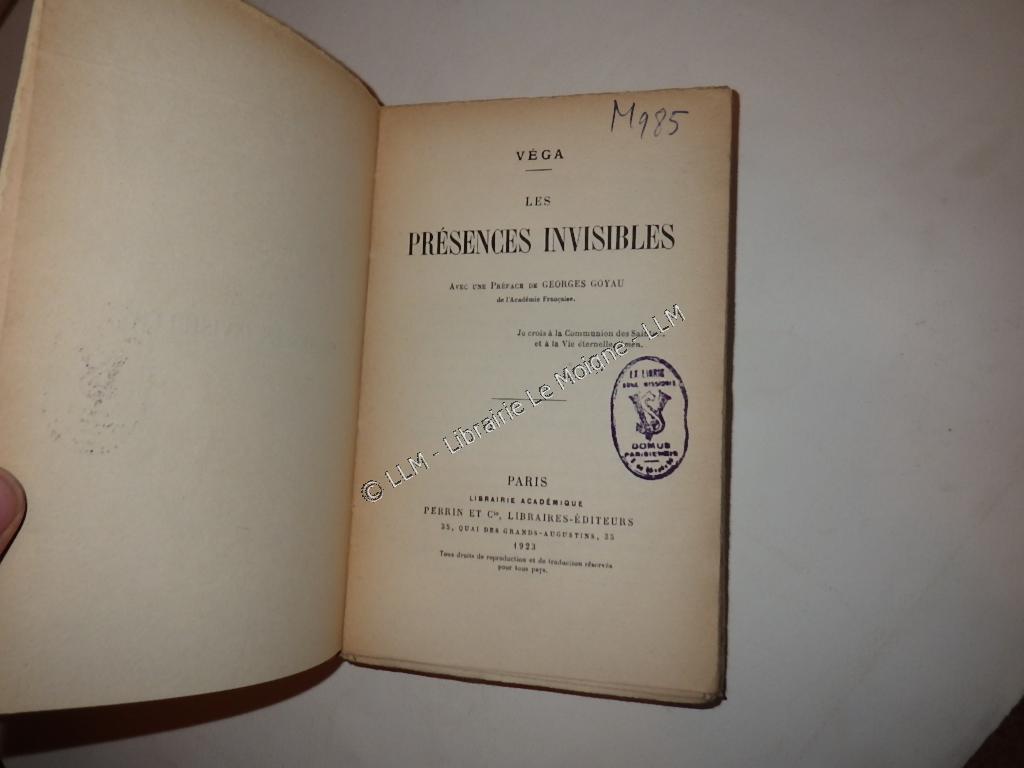 M985
VÉGA
LES
PRÉSENCES INVISIBLES
AVEC UNE PRÉFACE DE GEORGES GOYAU
de l'Académie Française.
Je crois à la Communion des
et à la Vie éternelle.
EX LIBRIS
DOMUS
PARISIENSIS
© LLM - Librairie Le Moigne - LLM
PARIS
LIBRAIRIE ACADÉMIQUE
PERRIN ET Cie, LIBRAIRES-ÉDITEURS
35, QUAI DES GRANDS-AUGUSTINS, 35
1923
Tous droits de reproduction et de traduction réservés
pour tous pays.